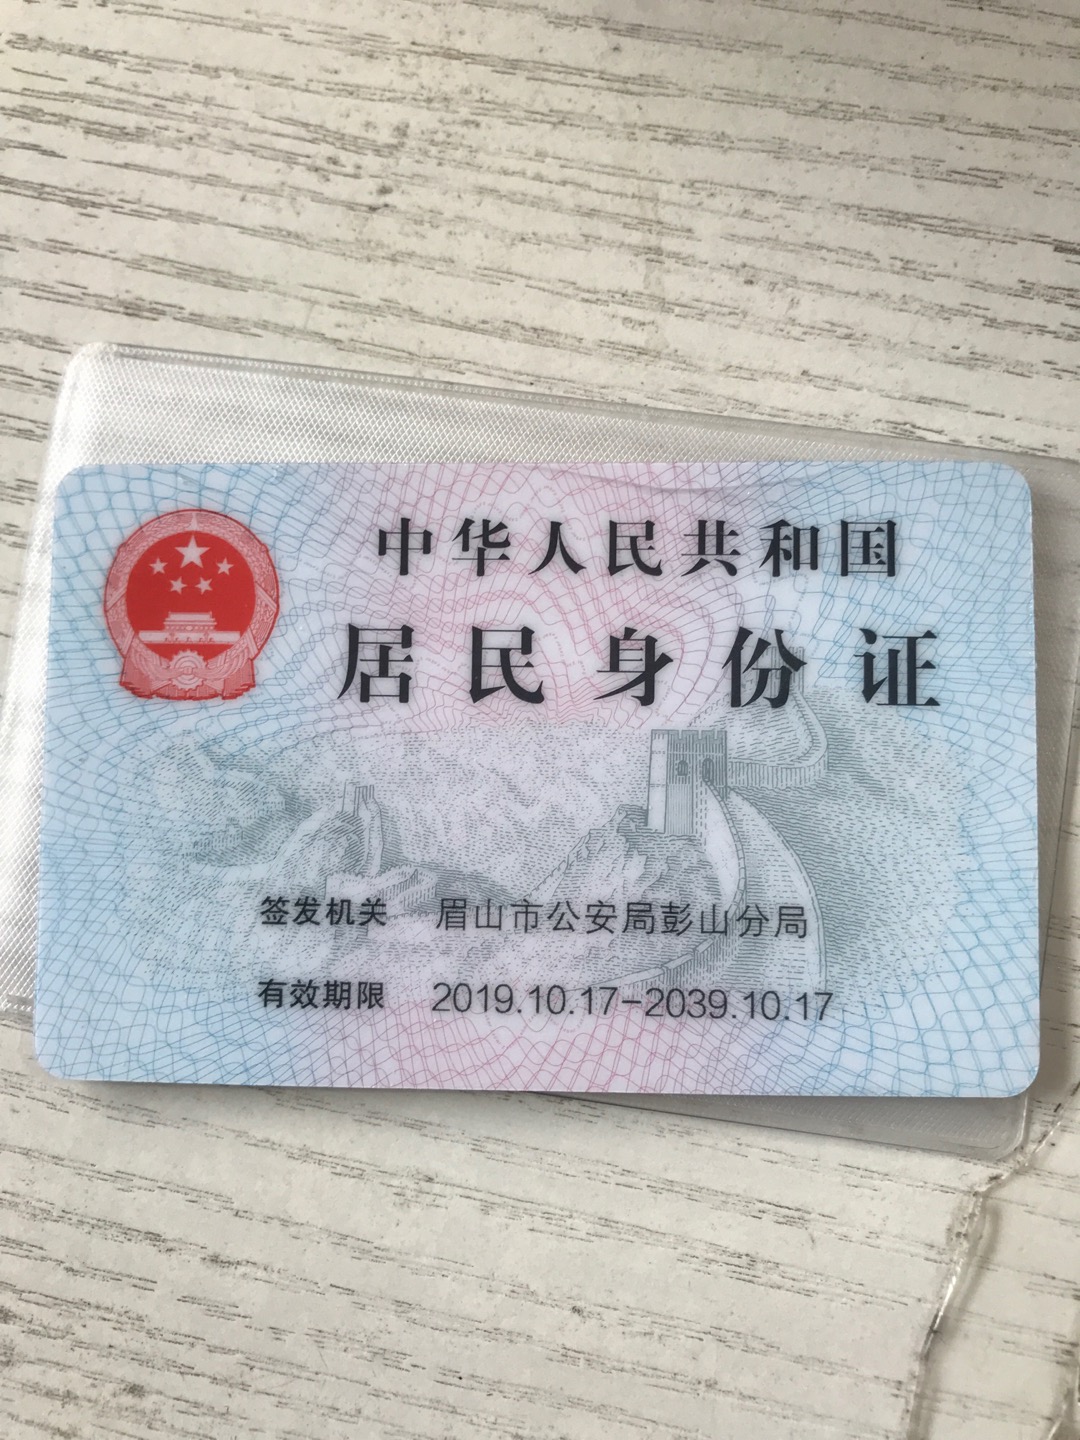 中华人民共和国
居民身份证
签发机关 眉山市公安局彭山分局
有效期限 2019.10.17-2039.10.17